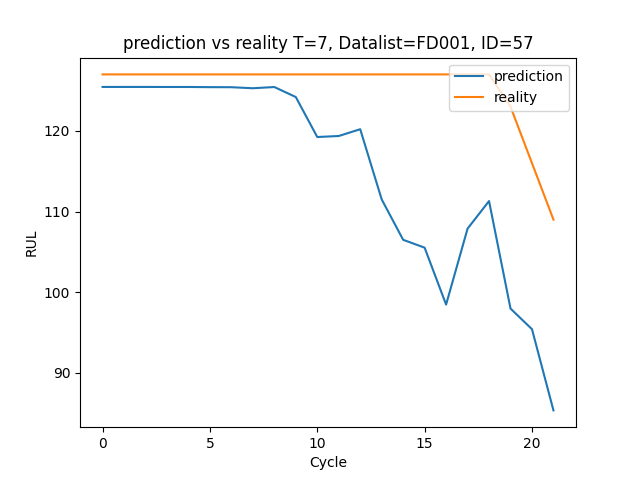 prediction vs reality T=7, Datalist=FD001, ID=57
prediction
reality
120
110
100
90
RUL
0 5 10 15 20
Cycle